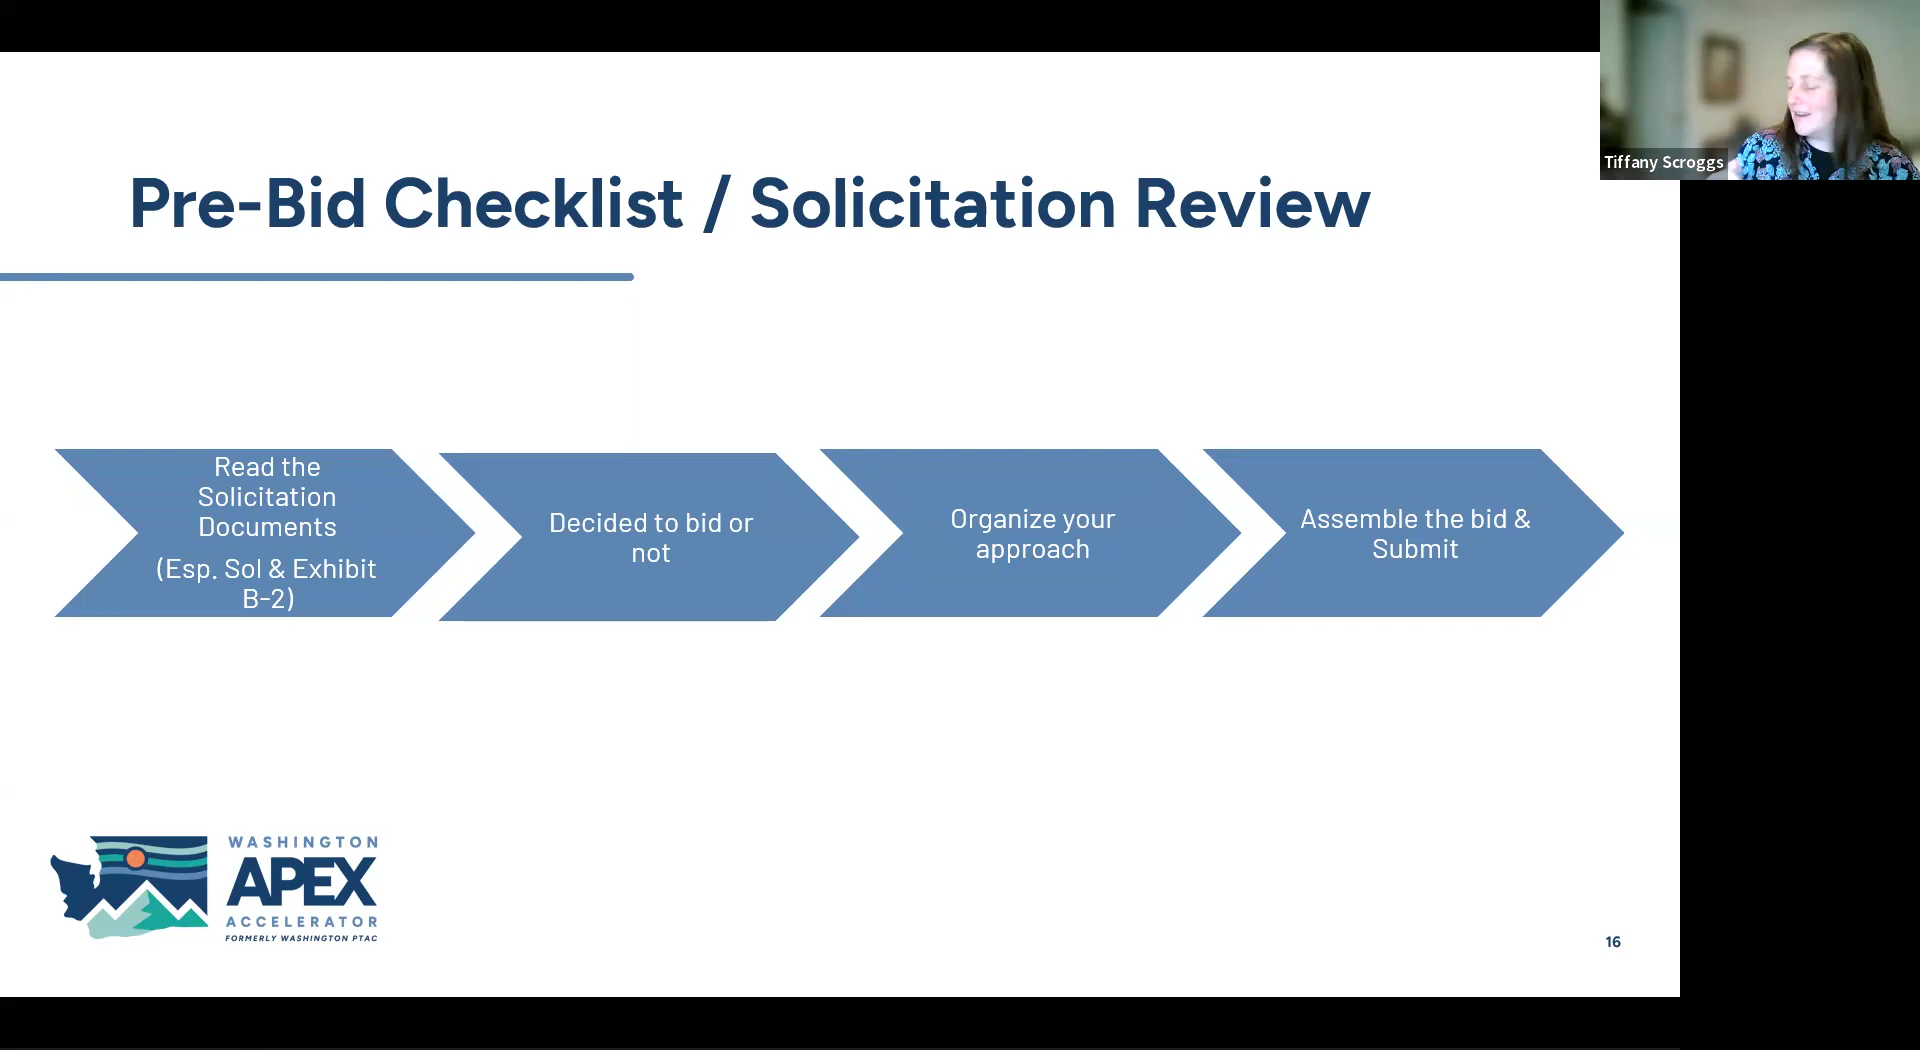 Tiffany Scroggs
Pre-Bid Checklist / Solicitation Review
Read the
Solicitation
Documents
(Esp. Sol & Exhibit
B-2)
Decided to bid or
not
Organize your
approach
Assemble the bid &
Submit
WASHINGTON
APEX
ACCELERATOR
FORMERLY WASHINGTON PTAC
16